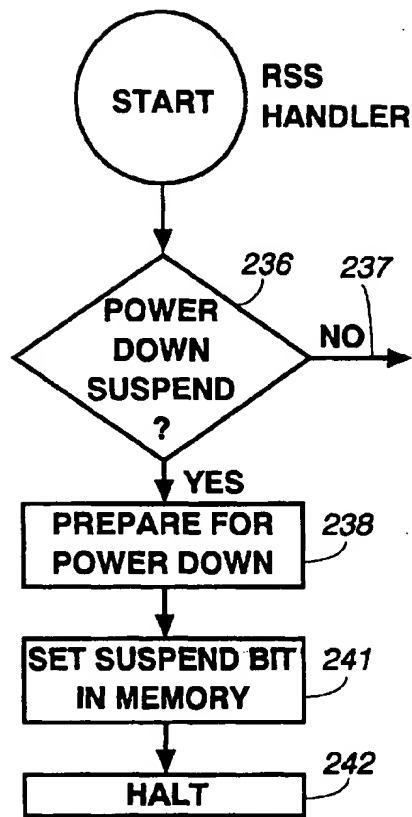 START
RSS
HANDLER
236
237
POWER
DOWN
SUSPEND
?
NO
YES
PREPARE FOR
POWER DOWN
238
SET SUSPEND BIT
IN MEMORY
241
HALT
242